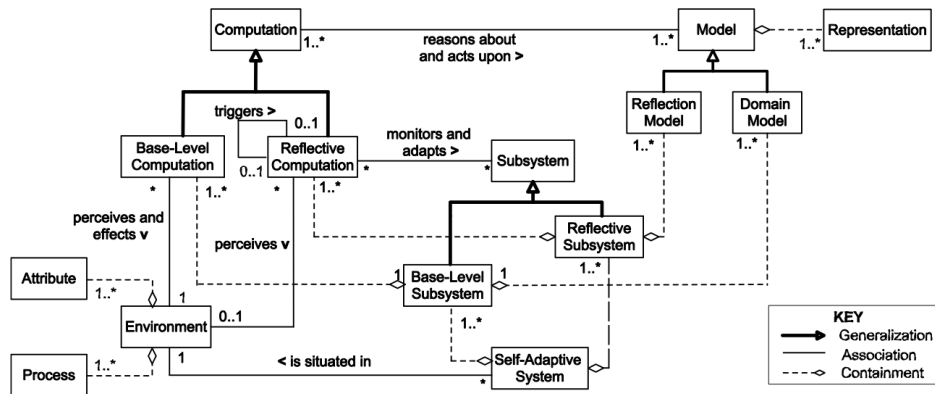 Computation
1..*
reasons about
and acts upon >
1..*
Model
1..*
Representation
triggers >
0..1
0..1
Base-Level
Computation
Reflective
Computation
monitors and
adapts >
Subsystem
Reflection
Model
Domain
Model
*
1..*
*
1..*
*
*
1..*
*
perceives and
effects v
perceives v
Reflective
Subsystem
1..*
Attribute
1..*
1
Base-Level
Subsystem
1
Environment
1
0..1
1..*
Process
1..*
1
< is situated in
*
Self-Adaptive
System
KEY
Generalization
Association
Containment